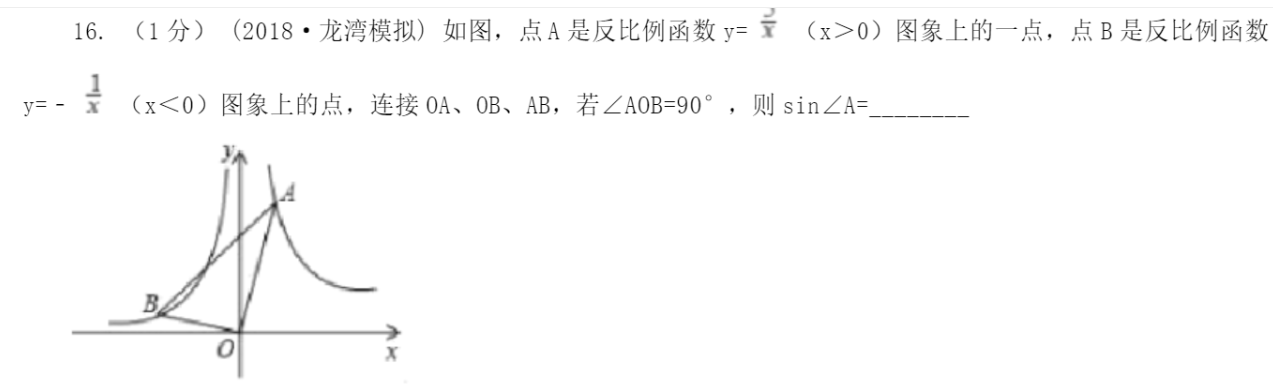 16. （1分）(2018·龙湾模拟) 如图，点A是反比例函数y= /x （x＞0）图象上的一点，点B是反比例函数
y=- 1/x （x＜0）图象上的点，连接OA、OB、AB，若∠AOB=90°，则sin∠A=________
y
A
B
O
x